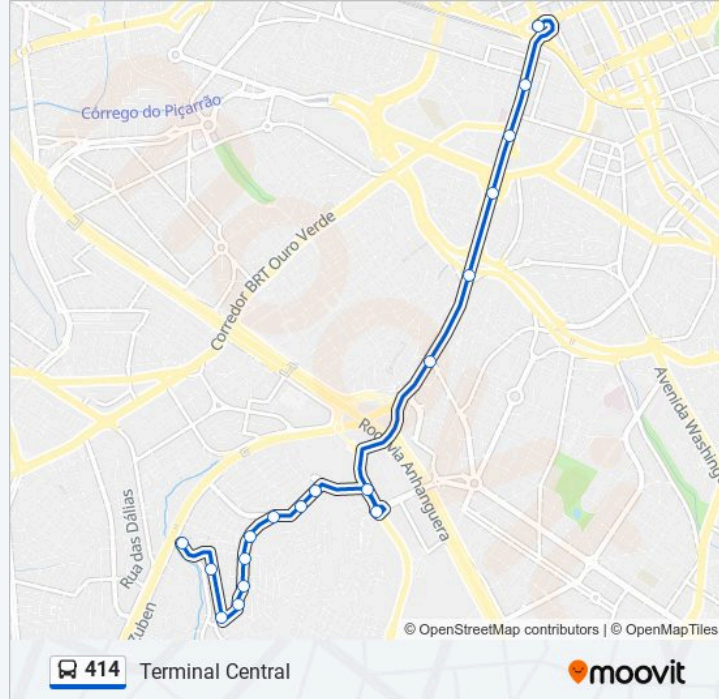 Córrego do Piçarrão
Corredor BRT Ouro Verde
Avenida Washing
Rodovia Anhanguera
Rua das Dálias
Zuben
© OpenStreetMap contributors | © OpenMapTiles
414 Terminal Central
moovit